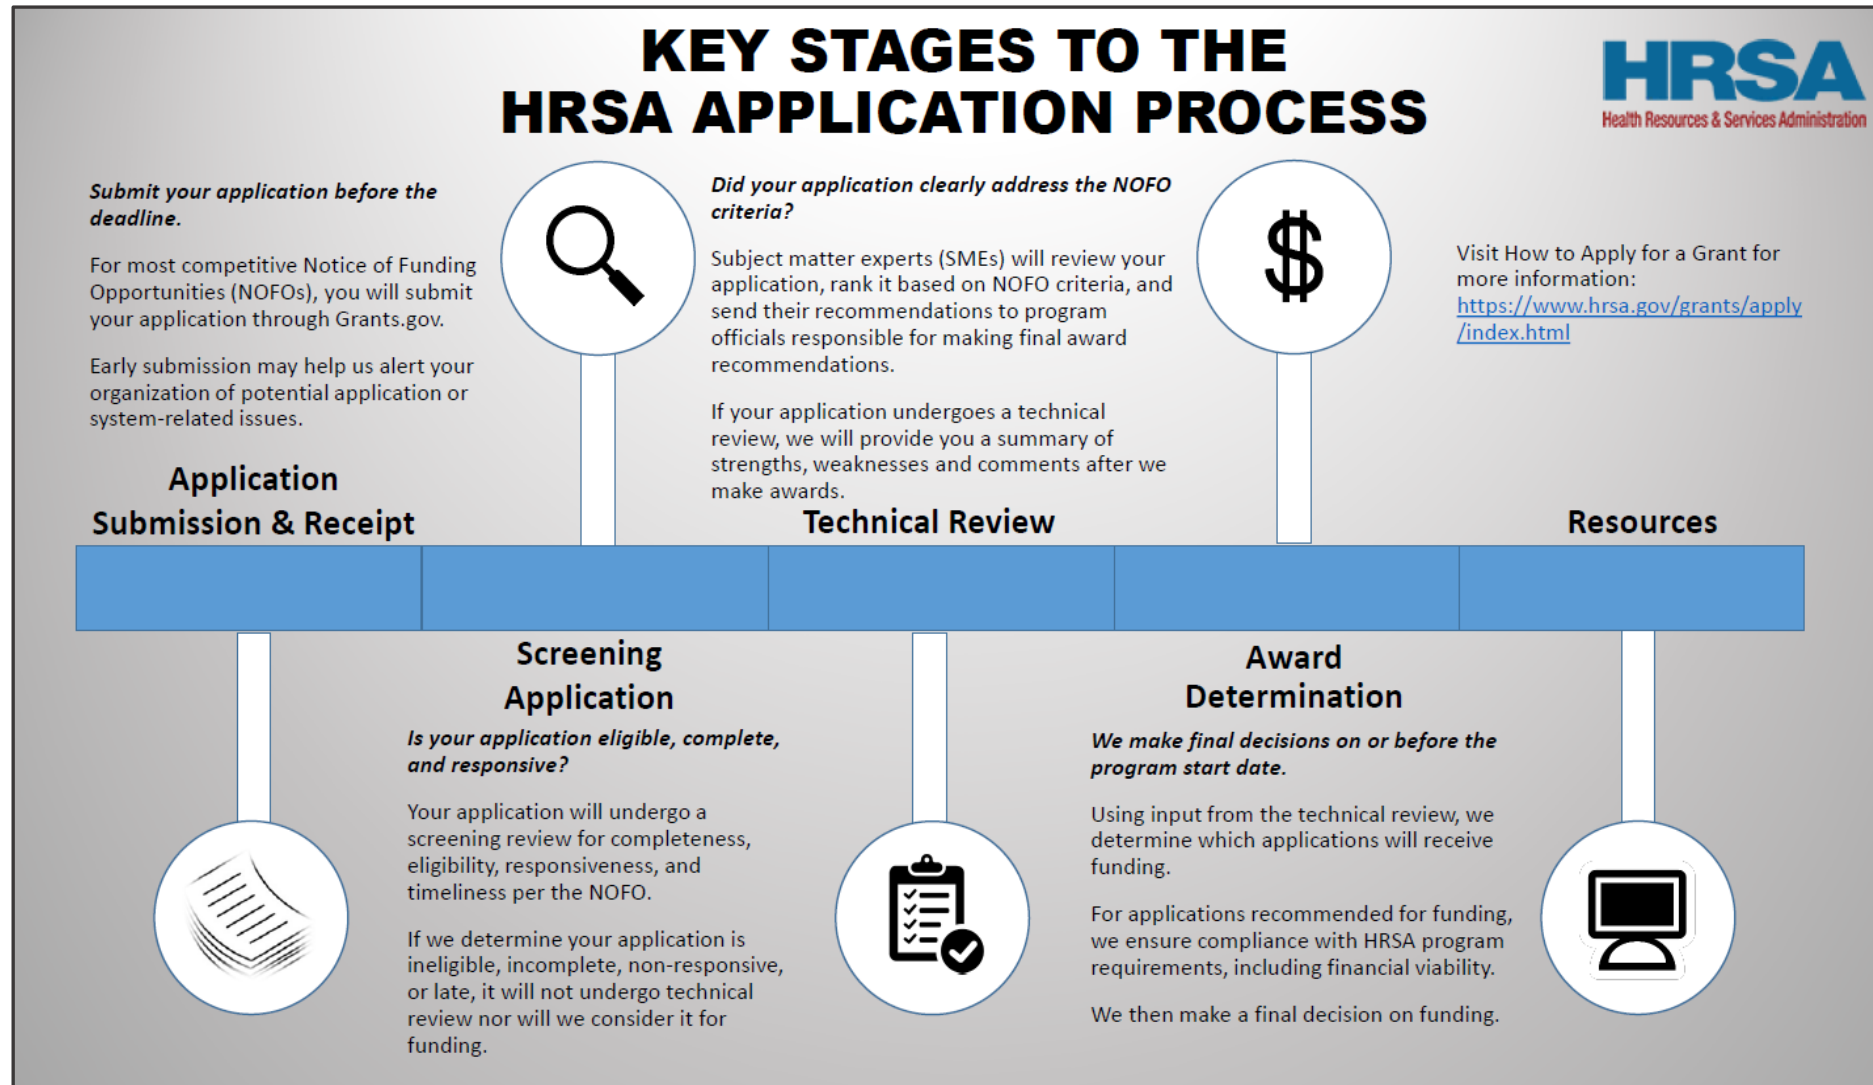 KEY STAGES TO THE
HRSA APPLICATION PROCESS
HRSA
Health Resources & Services Administration
Submit your application before the
deadline.
For most competitive Notice of Funding
Opportunities (NOFOs), you will submit
your application through Grants.gov.
Early submission may help us alert your
organization of potential application or
system-related issues.
Application
Submission & Receipt
Is your application eligible, complete,
and responsive?
Your application will undergo a
screening review for completeness,
eligibility, responsiveness, and
timeliness per the NOFO.
If we determine your application is
ineligible, incomplete, non-responsive,
or late, it will not undergo technical
review nor will we consider it for
funding.
Screening
Application
Did your application clearly address the NOFO
criteria?
Subject matter experts (SMEs) will review your
application, rank it based on NOFO criteria, and
send their recommendations to program
officials responsible for making final award
recommendations.
If your application undergoes a technical
review, we will provide you a summary of
strengths, weaknesses and comments after we
make awards.
Technical Review
$
Award
Determination
We make final decisions on or before the
program start date.
Using input from the technical review, we
determine which applications will receive
funding.
For applications recommended for funding,
we ensure compliance with HRSA program
requirements, including financial viability.
We then make a final decision on funding.
Visit How to Apply for a Grant for
more information:
https://www.hrsa.gov/grants/apply
/index.html
Resources